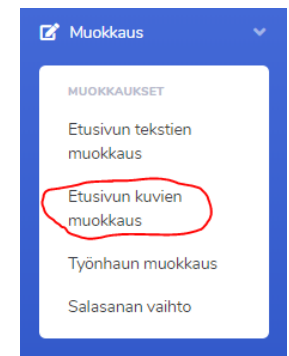 Muokkaus
MUOKKAUKSET
Etusivun tekstien
muokkaus
Etusivun kuvien
muokkaus
Työnhaun muokkaus
Salasanan vaihto